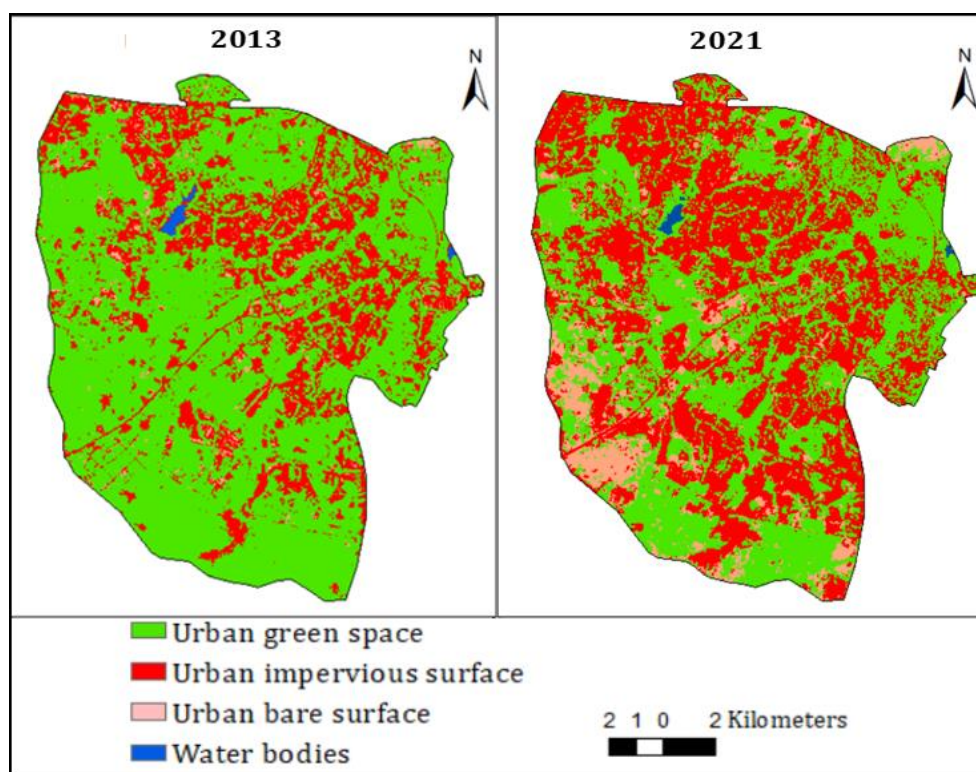 2013
2021
N
N
Urban green space
Urban impervious surface
Urban bare surface
Water bodies
2 1 0 2 Kilometers